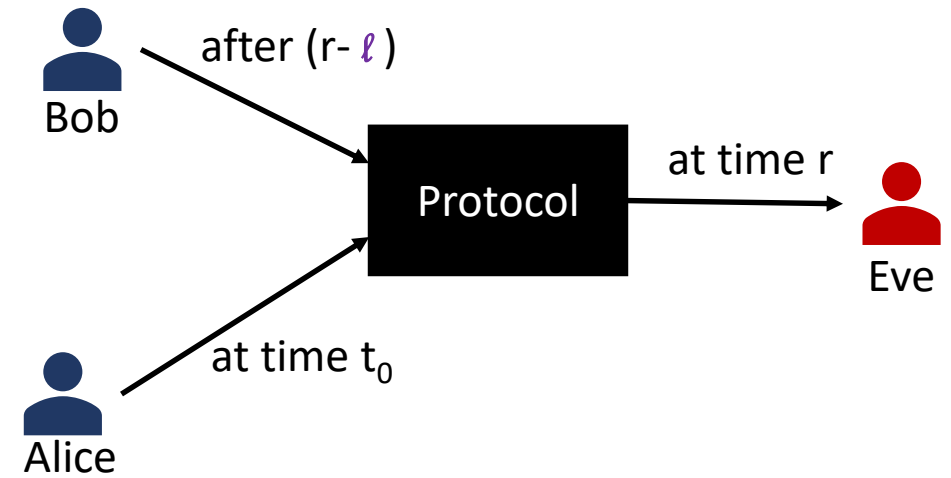 after (r- ℓ )
Bob
at time r
Protocol
Eve
at time t₀
Alice